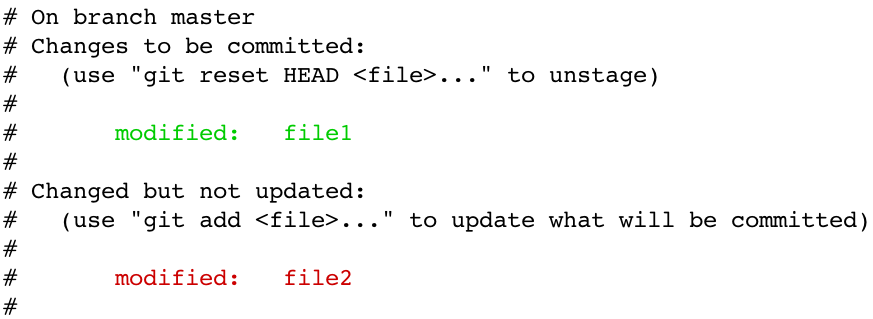 # On branch master
# Changes to be committed:
#   (use "git reset HEAD <file>..." to unstage)
#
#       modified:   file1
#
# Changed but not updated:
#   (use "git add <file>..." to update what will be committed)
#
#       modified:   file2
#